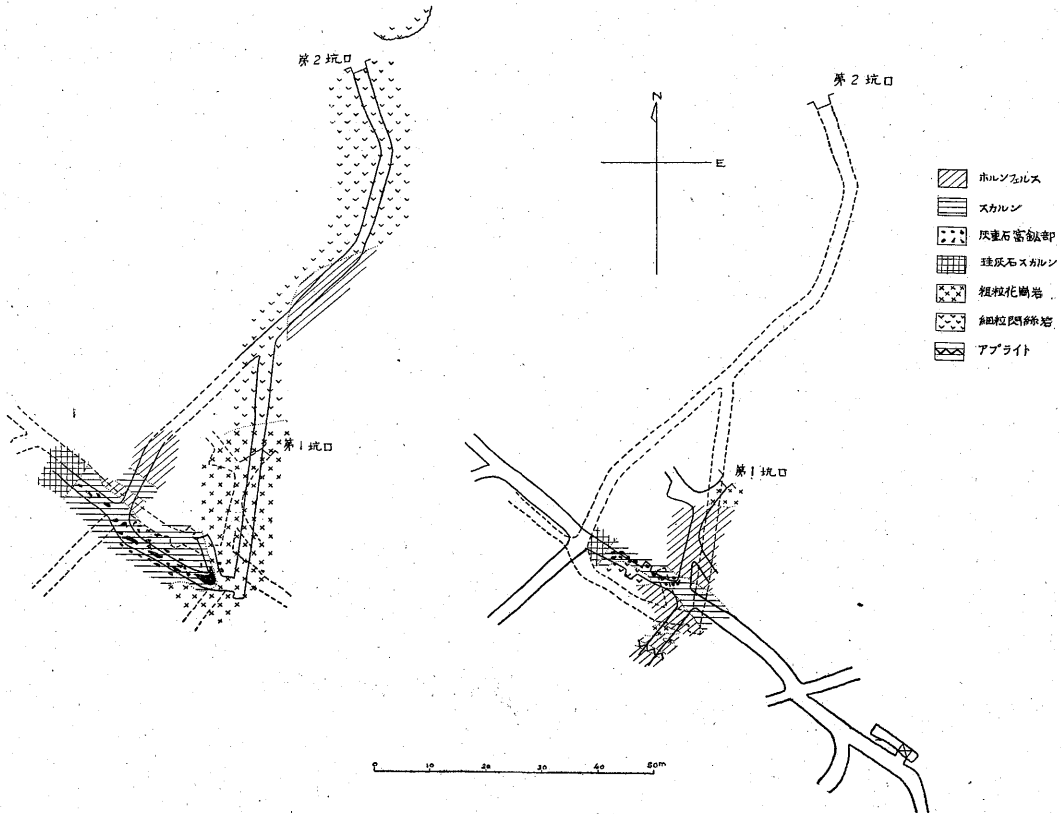 第2坑口
第1坑口
N
E
第2坑口
第1坑口
ホルンフェルス
スカルン
灰重石富鉱部
珪灰石スカルン
粗粒花崗岩
細粒閃緑岩
アプライト
0 10 20 30 40 50m